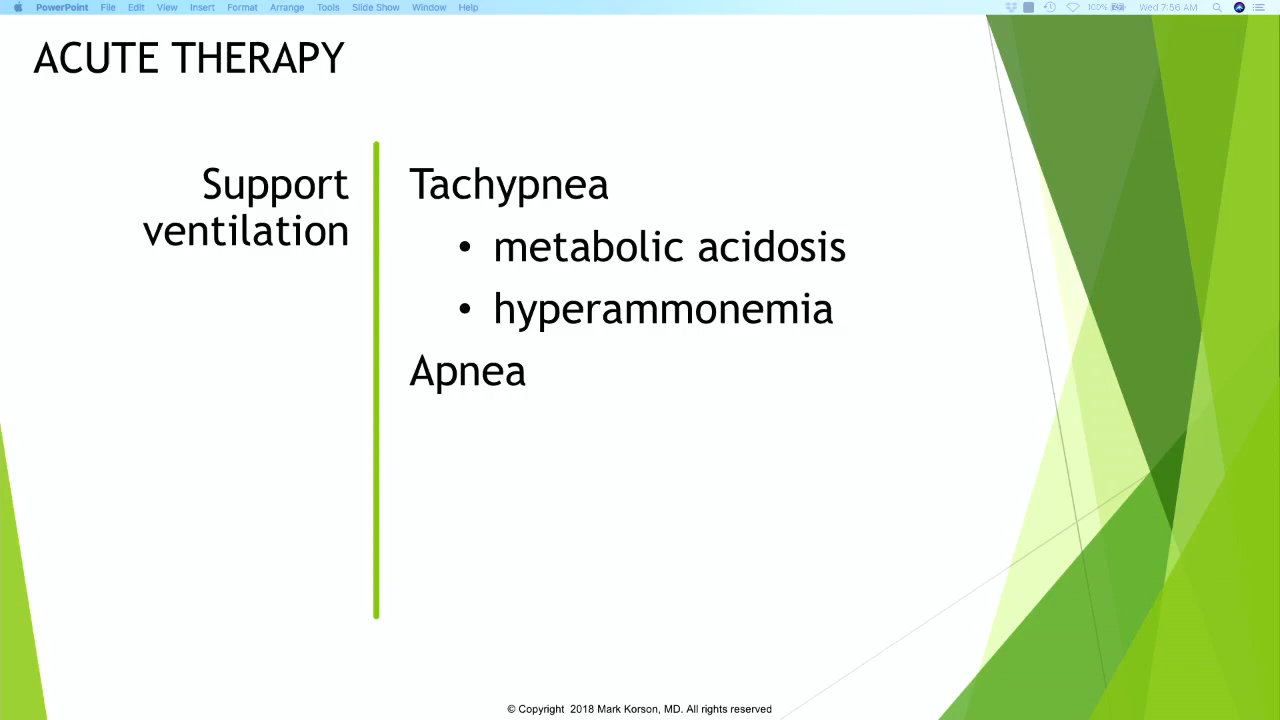 PowerPoint File Edit View Insert Format Arrange Tools Slide Show Window Help 100% Wed 7:56 AM
ACUTE THERAPY
Support
ventilation
Tachypnea
• metabolic acidosis
• hyperammonemia
Apnea
© Copyright 2018 Mark Korson, MD. All rights reserved